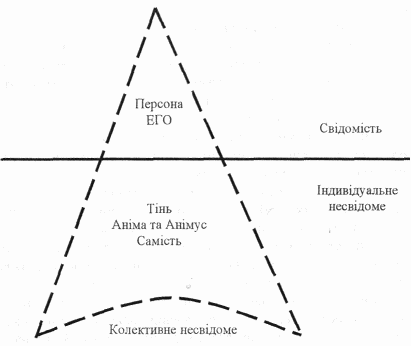 Персона
ЕГО
Свідомість
Індивідуальне
несвідоме
Тінь
Аніма та Анімус
Самість
Колективне несвідоме